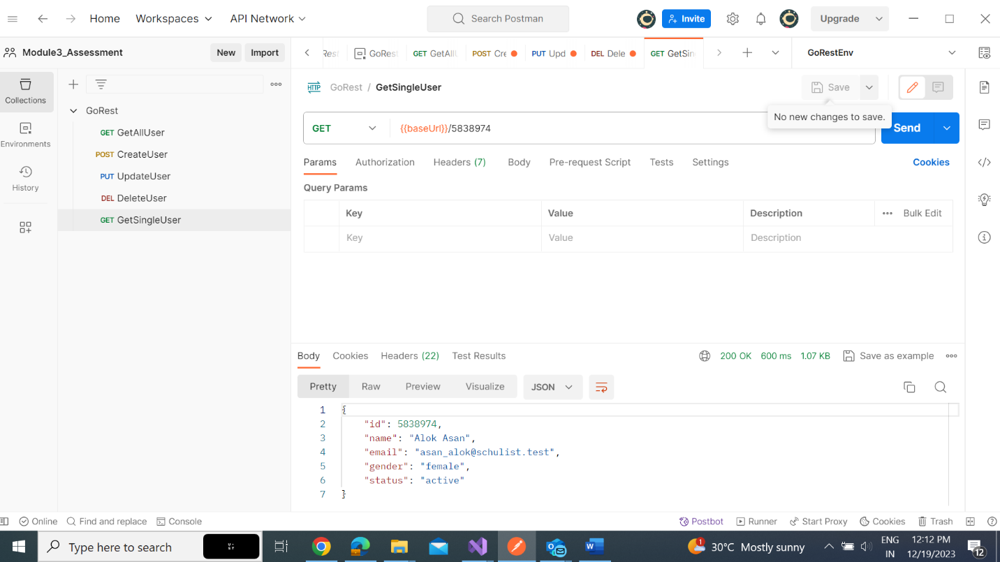 Home Workspaces API Network Search Postman Invite Upgrade
Module3_Assessment New Import GoRest GET GetAllU POST Cre PUT Upd DEL Dele GET GetSin GoRestEnv
Collections
Environments
History
GoRest
GET GetAllUser
POST CreateUser
PUT UpdateUser
DEL DeleteUser
GET GetSingleUser
HTTP GoRest / GetSingleUser Save
No new changes to save.
GET {{baseUrl}}/5838974 Send
Params Authorization Headers (7) Body Pre-request Script Tests Settings Cookies
Query Params
Key Value Description ••• Bulk Edit
Key Value Description
Body Cookies Headers (22) Test Results 200 OK 600 ms 1.07 KB Save as example
Pretty Raw Preview Visualize JSON
1 {
2 "id": 5838974,
3 "name": "Alok Asan",
4 "email": "asan_alok@schulist.test",
5 "gender": "female",
6 "status": "active"
7 }
Online Find and replace Console Postbot Runner Start Proxy Cookies Trash
Type here to search 1 30°C Mostly sunny ENG IN 12:12 PM 12/19/2023 12